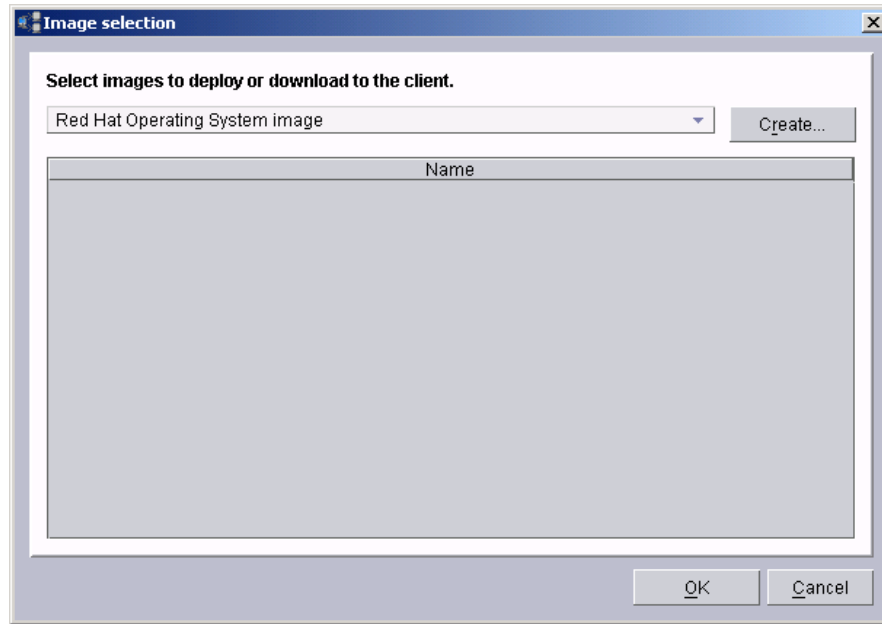 Image selection
Select images to deploy or download to the client.
Red Hat Operating System image
Create...
Name
OK
Cancel